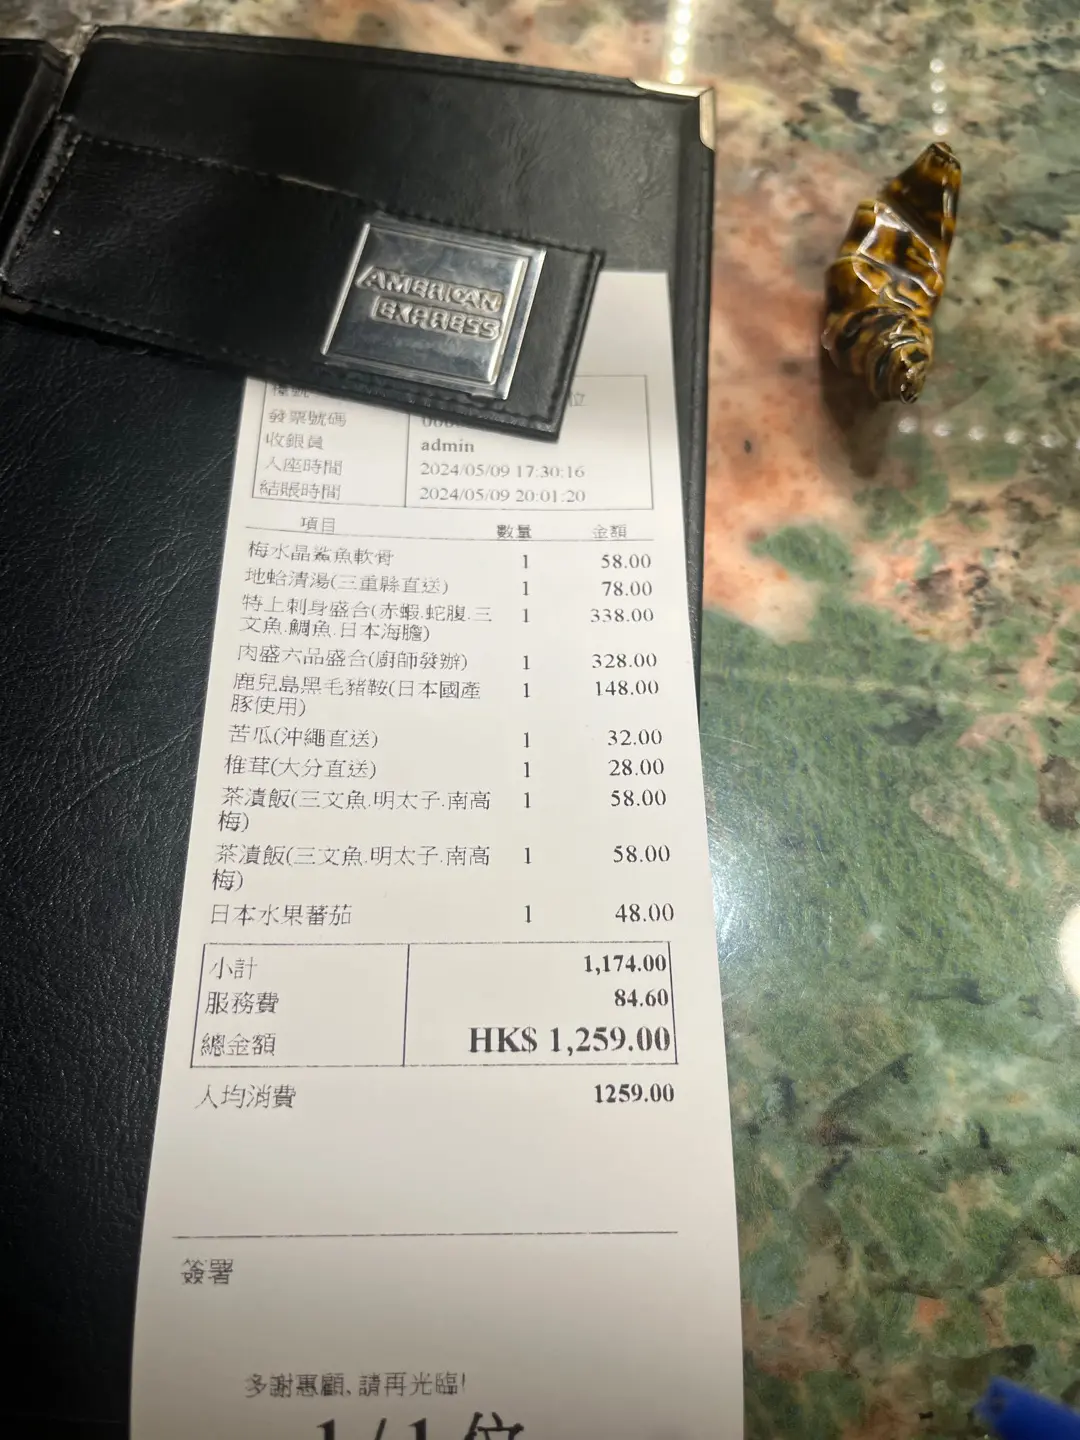 AMERICAN
EXPRESS
位
發票號碼
收銀員 admin
入座時間 2024/05/09 17:30:16
結賬時間 2024/05/09 20:01:20
項目 數量 金額
梅水晶鯊魚軟骨 1 58.00
地蛤清湯(三重縣直送) 1 78.00
特上刺身盛合(赤蝦.蛇腹.三 1 338.00
文魚.鯛魚.日本海膽)
肉盛六品盛合(廚師發辦) 1 328.00
鹿兒島黑毛豬鞍(日本國產 1 148.00
豚使用)
苦瓜(沖繩直送) 1 32.00
椎茸(大分直送) 1 28.00
茶漬飯(三文魚.明太子.南高 1 58.00
梅)
茶漬飯(三文魚.明太子.南高 1 58.00
梅)
日本水果蕃茄 1 48.00
小計 1,174.00
服務費 84.60
總金額 HK$ 1,259.00
人均消費 1259.00
簽署
多謝惠顧, 請再光臨!
1 / 1 位